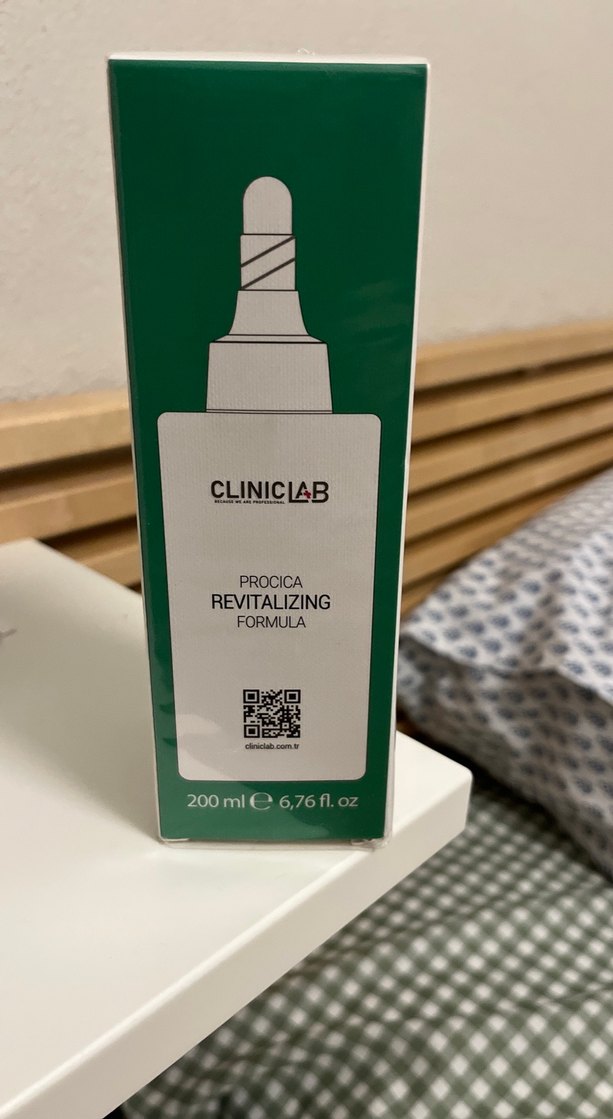 CLINICLAB
BECAUSE WE ARE PROFESSIONAL
PROCICA
REVITALIZING
FORMULA
cliniclab.com.tr
200 ml ℮ 6,76 fl. oz